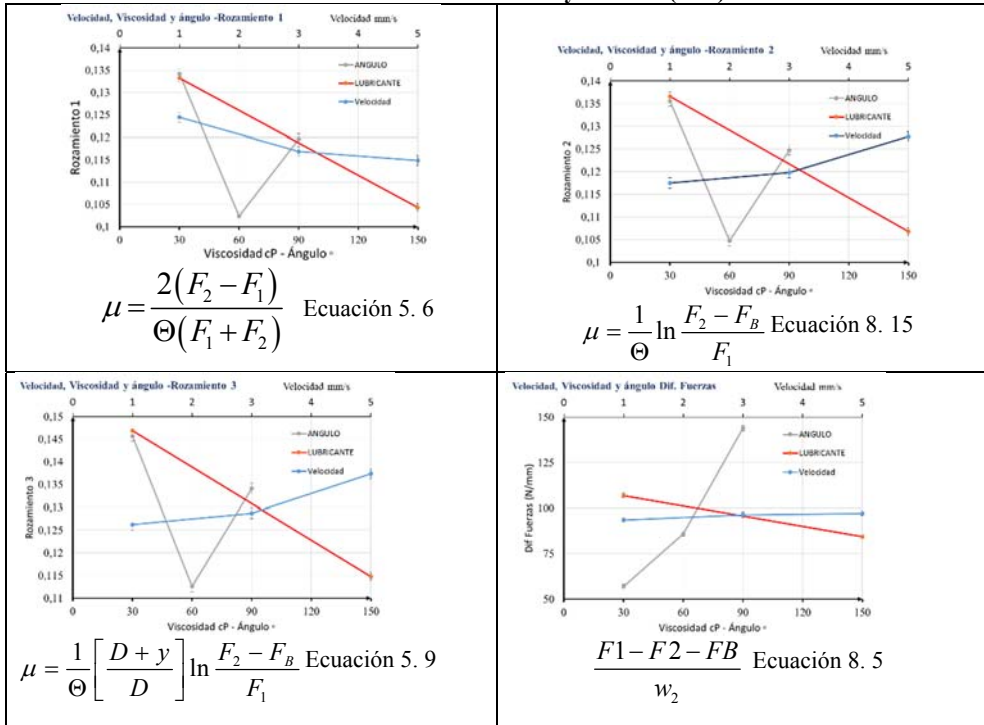 Velocidad, Viscosidad y ángulo -Rozamiento 1 Velocidad mm/s
0 1 2 3 4 5
0,14
0,135
0,13
0,125
0,12
0,115
0,11
0,105
0,1
Rozamiento 1
ANGULO
LUBRICANTE
Velocidad
0 30 60 90 120 150
Viscosidad cP - Ángulo °
μ = 2(F₂ − F₁) / Θ(F₁ + F₂) Ecuación 5. 6
Velocidad, Viscosidad y ángulo -Rozamiento 2 Velocidad mm/s
0 1 2 3 4 5
0,14
0,135
0,13
0,125
0,12
0,115
0,11
0,105
0,1
Rozamiento 2
ANGULO
LUBRICANTE
Velocidad
0 30 60 90 120 150
Viscosidad cP - Ángulo °
μ = 1/Θ ln (F₂ − F_B)/F₁ Ecuación 8. 15
Velocidad, Viscosidad y ángulo -Rozamiento 3 Velocidad mm/s
0 1 2 3 4 5
0,15
0,145
0,14
0,135
0,13
0,125
0,12
0,115
0,11
Rozamiento 3
ANGULO
LUBRICANTE
Velocidad
0 30 60 90 120 150
Viscosidad cP - Ángulo °
μ = 1/Θ [(D + y)/D] ln (F₂ − F_B)/F₁ Ecuación 5. 9
Velocidad, Viscosidad y ángulo Dif. Fuerzas Velocidad mm/s
0 1 2 3 4 5
150
125
100
75
50
Dif Fuerzas (N/mm)
ANGULO
LUBRICANTE
Velocidad
0 30 60 90 120 150
Viscosidad cP - Ángulo °
(F1 − F2 − FB)/w₂ Ecuación 8. 5